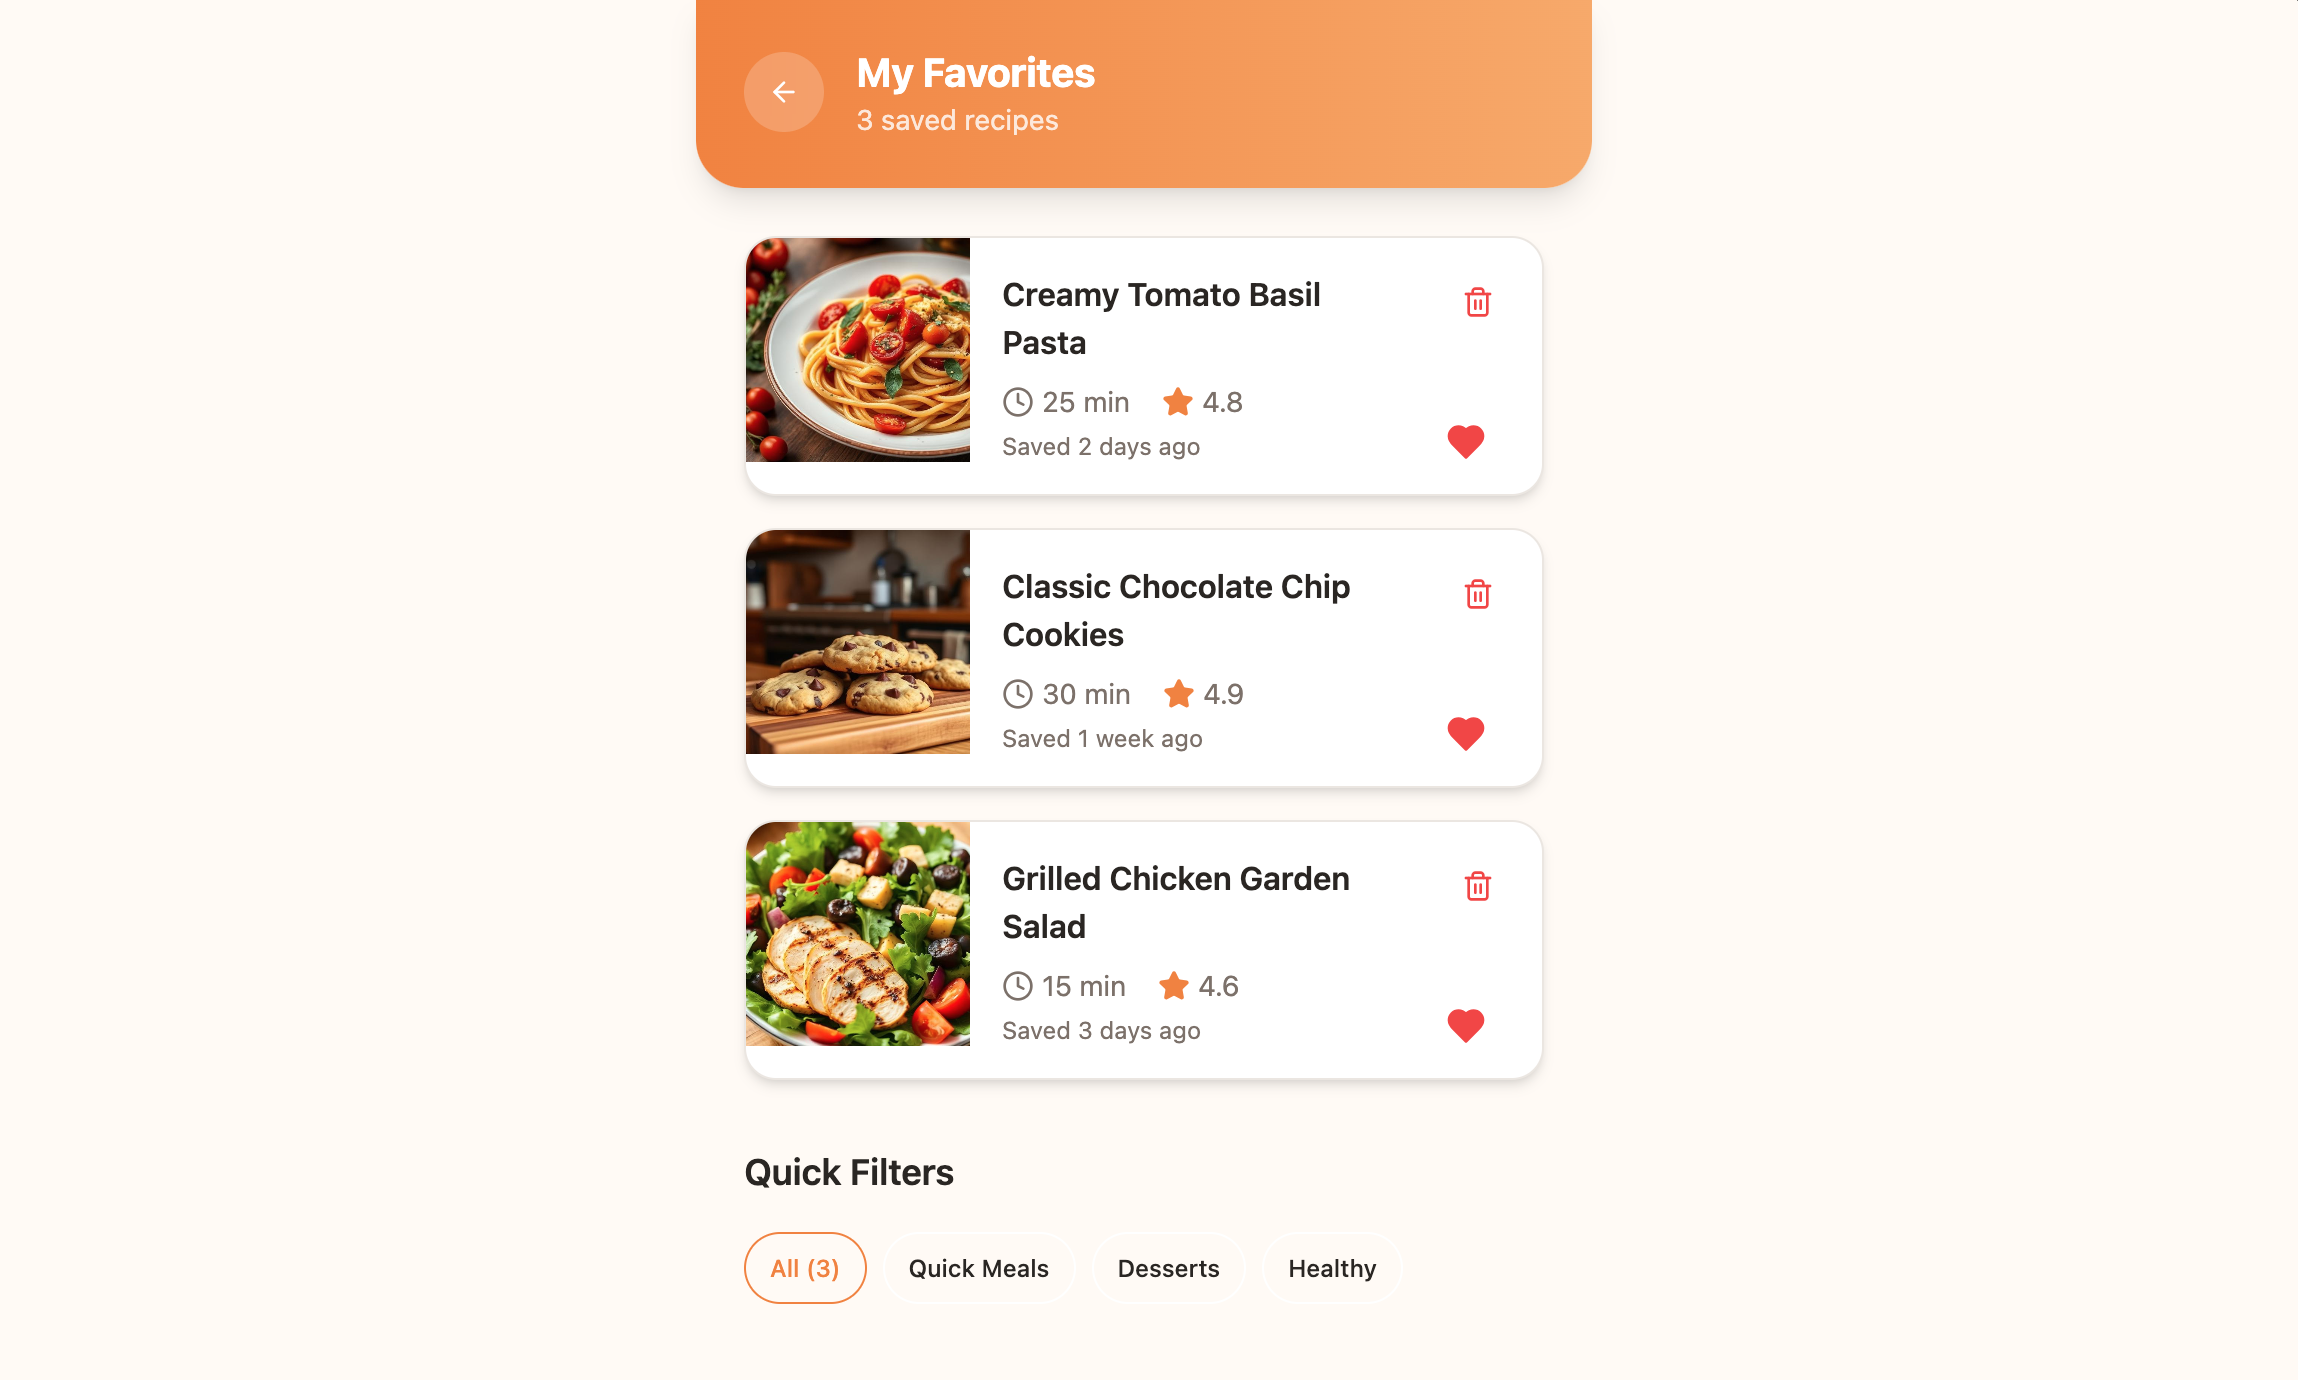 My Favorites
3 saved recipes
Creamy Tomato Basil
Pasta
25 min 4.8
Saved 2 days ago
Classic Chocolate Chip
Cookies
30 min 4.9
Saved 1 week ago
Grilled Chicken Garden
Salad
15 min 4.6
Saved 3 days ago
Quick Filters
All (3) Quick Meals Desserts Healthy